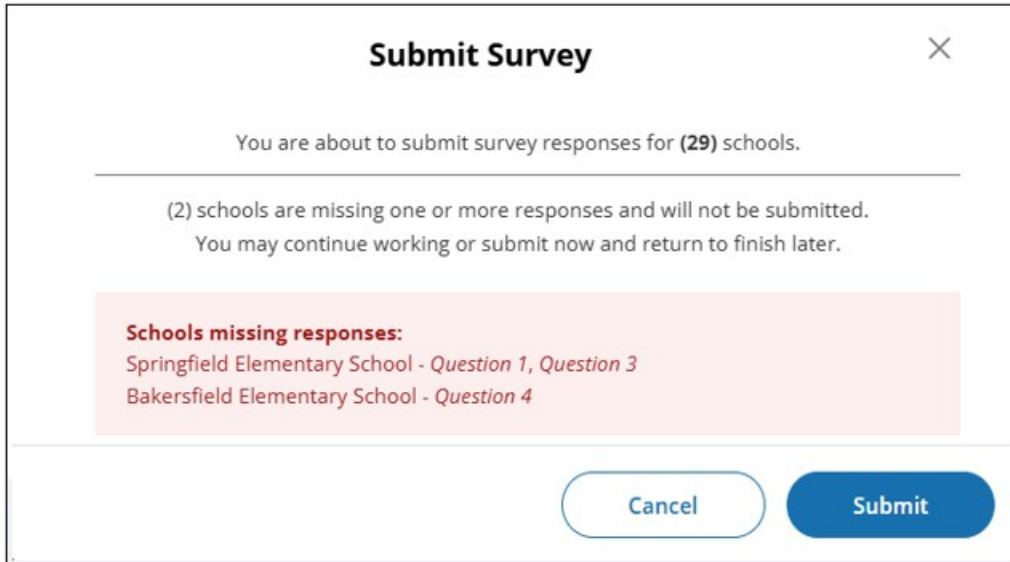 Submit Survey
You are about to submit survey responses for (29) schools.
(2) schools are missing one or more responses and will not be submitted.
You may continue working or submit now and return to finish later.
Schools missing responses:
Springfield Elementary School - Question 1, Question 3
Bakersfield Elementary School - Question 4
Cancel
Submit